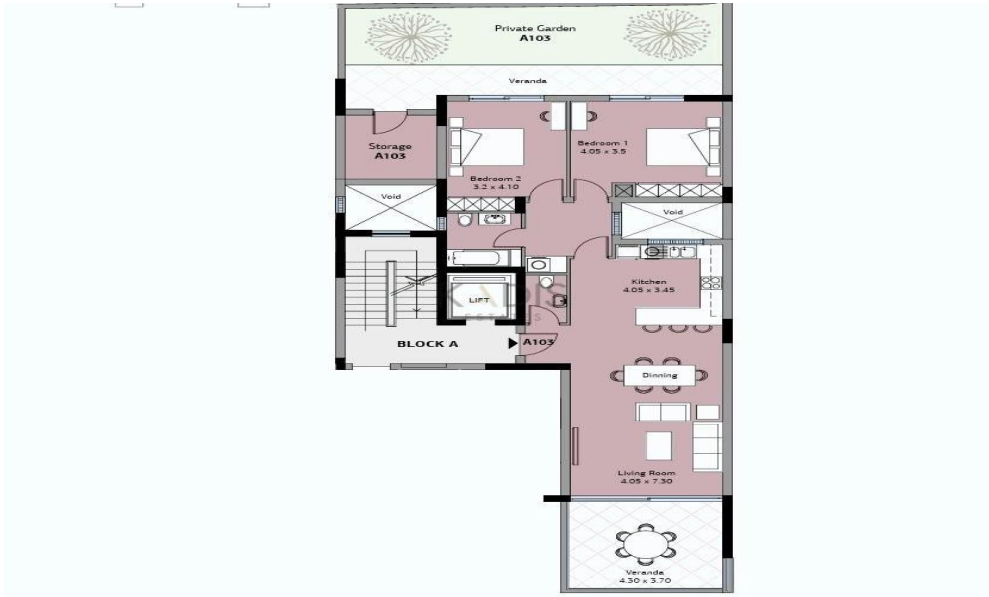 Private Garden
A103
Veranda
Storage
A103
Bedroom 1
4.05 x 3.5
Bedroom 2
3.2 x 4.10
Void
Void
Kitchen
4.05 x 3.45
LIFT
KADIS
ESTATES
BLOCK A
A103
Dinning
Living Room
4.05 x 7.30
Veranda
4.30 x 3.70